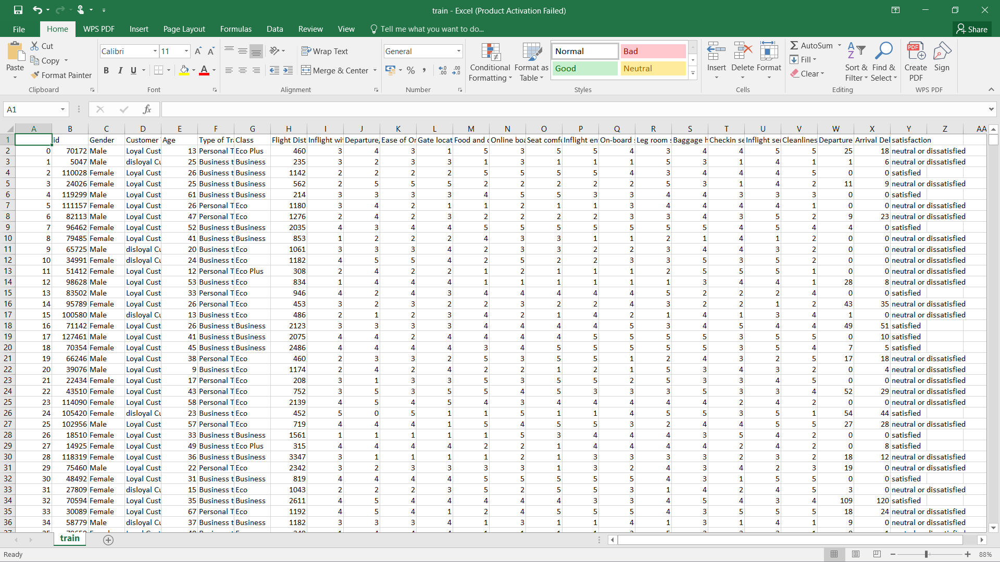 train - Excel (Product Activation Failed)
File Home WPS PDF Insert Page Layout Formulas Data Review View Tell me what you want to do... Share
Paste Cut Copy Format Painter Calibri 11 Wrap Text Merge & Center General Conditional Formatting Format as Table Normal Bad Good Neutral Insert Delete Format AutoSum Fill Clear Sort & Filter Find & Select Create PDF Sign
Clipboard Font Alignment Number Styles Cells Editing WPS PDF
A1 fx
A B C D E F G H I J K L M N O P Q R S T U V W X Y Z AA
1 id Gender Customer Age Type of Tra Class Flight Dist Inflight wif Departure, Ease of On Gate locat Food and Online boa Seat comfo Inflight en On-board Leg room Baggage h Checkin se Inflight se Cleanlines Departure Arrival Del satisfaction
2 0 70172 Male Loyal Cust 13 Personal T Eco Plus 460 3 4 3 1 5 3 5 5 4 3 4 4 5 5 25 18 neutral or dissatisfied
3 1 5047 Male disloyal Cu 25 Business t Business 235 3 2 3 3 1 3 1 1 1 5 3 1 4 1 1 6 neutral or dissatisfied
4 2 110028 Female Loyal Cust 26 Business t Business 1142 2 2 2 2 5 5 5 5 4 3 4 4 4 5 0 0 satisfied
5 3 24026 Female Loyal Cust 25 Business t Business 562 2 5 5 5 2 2 2 2 2 5 3 1 4 2 11 9 neutral or dissatisfied
6 4 119299 Male Loyal Cust 61 Business t Business 214 3 3 3 3 4 5 5 3 3 4 4 3 3 3 0 0 satisfied
7 5 111157 Female Loyal Cust 26 Personal T Eco 1180 3 4 2 1 1 2 1 1 3 4 4 4 4 1 0 0 neutral or dissatisfied
8 6 82113 Male Loyal Cust 47 Personal T Eco 1276 2 4 2 3 2 2 2 2 3 3 4 3 5 2 9 23 neutral or dissatisfied
9 7 96462 Female Loyal Cust 52 Business t Business 2035 4 3 4 4 5 5 5 5 5 5 5 4 5 4 4 0 satisfied
10 8 79485 Female Loyal Cust 41 Business t Business 853 1 2 2 2 4 3 3 1 1 2 1 4 1 2 0 0 neutral or dissatisfied
11 9 65725 Male disloyal Cu 20 Business t Eco 1061 3 3 3 4 2 3 3 2 2 3 4 4 3 2 0 0 neutral or dissatisfied
12 10 34991 Female disloyal Cu 24 Business t Eco 1182 4 5 5 4 2 5 2 2 3 3 5 3 5 2 0 0 neutral or dissatisfied
13 11 51412 Female Loyal Cust 12 Personal T Eco Plus 308 2 4 2 2 1 2 1 1 1 2 5 5 5 1 0 0 neutral or dissatisfied
14 12 98628 Male Loyal Cust 53 Business t Eco 834 1 4 4 4 1 1 1 1 1 1 3 4 4 1 28 8 neutral or dissatisfied
15 13 83502 Male Loyal Cust 33 Personal T Eco 946 4 2 4 3 4 4 4 4 4 5 2 2 2 4 0 0 satisfied
16 14 95789 Female Loyal Cust 26 Personal T Eco 453 3 2 3 2 2 3 2 2 4 3 2 2 1 2 43 35 neutral or dissatisfied
17 15 100580 Male disloyal Cu 13 Business t Eco 486 2 1 2 3 4 2 1 4 2 1 4 1 3 4 1 0 neutral or dissatisfied
18 16 71142 Female Loyal Cust 26 Business t Business 2123 3 3 3 3 4 4 4 4 5 3 4 5 4 4 49 51 satisfied
19 17 127461 Male Loyal Cust 41 Business t Business 2075 4 4 2 4 4 4 4 5 5 5 5 3 5 5 0 10 satisfied
20 18 70354 Female Loyal Cust 45 Business t Business 2486 4 4 4 4 3 4 5 5 5 5 5 3 5 4 7 5 satisfied
21 19 66246 Male Loyal Cust 38 Personal T Eco 460 2 3 3 2 5 3 5 5 1 2 4 3 2 5 17 18 neutral or dissatisfied
22 20 39076 Male Loyal Cust 9 Business t Eco 1174 2 4 2 4 2 2 1 2 1 5 3 4 3 2 0 4 neutral or dissatisfied
23 21 22434 Female Loyal Cust 17 Personal T Eco 208 3 1 3 3 5 3 5 5 2 5 3 3 4 5 0 0 neutral or dissatisfied
24 22 43510 Female Loyal Cust 43 Personal T Eco 752 3 5 3 5 5 4 5 3 3 3 5 3 3 4 52 29 neutral or dissatisfied
25 23 114090 Female Loyal Cust 58 Personal T Eco 2139 4 5 4 5 4 3 4 4 4 4 4 2 4 2 0 0 neutral or dissatisfied
26 24 105420 Female disloyal Cu 23 Business t Eco 452 5 0 5 1 1 5 1 1 4 5 5 3 5 1 54 44 satisfied
27 25 102956 Male Loyal Cust 57 Personal T Eco 719 4 4 4 1 5 4 5 5 3 2 4 4 5 5 27 28 neutral or dissatisfied
28 26 18510 Female Loyal Cust 33 Business t Business 1561 1 1 1 1 1 5 3 4 4 4 3 5 4 2 0 0 satisfied
29 27 14925 Female Loyal Cust 49 Business t Eco Plus 315 4 4 4 4 2 2 1 4 4 4 4 2 4 2 0 8 satisfied
30 28 118319 Female Loyal Cust 36 Business t Business 3347 3 1 1 1 1 2 1 3 3 3 3 2 3 2 18 12 neutral or dissatisfied
31 29 75460 Male Loyal Cust 22 Personal T Eco 2342 3 2 3 3 3 3 1 3 2 4 3 4 2 3 19 0 neutral or dissatisfied
32 30 48492 Female Loyal Cust 31 Business t Business 819 4 4 4 4 5 5 5 5 4 4 3 1 5 5 0 0 satisfied
33 31 27809 Female disloyal Cu 15 Business t Eco 1043 2 2 2 3 5 2 5 5 3 1 4 2 4 5 3 0 neutral or dissatisfied
34 32 70594 Female Loyal Cust 35 Business t Business 2611 4 5 4 4 4 4 4 3 3 4 5 4 3 4 109 120 satisfied
35 33 30089 Female Loyal Cust 67 Personal T Eco 1192 4 5 4 1 2 4 5 5 5 4 3 5 5 5 18 24 neutral or dissatisfied
36 34 58779 Male disloyal Cu 37 Business t Business 1182 3 3 3 4 1 3 1 1 4 1 3 1 4 1 9 0 neutral or dissatisfied
train
Ready 88%